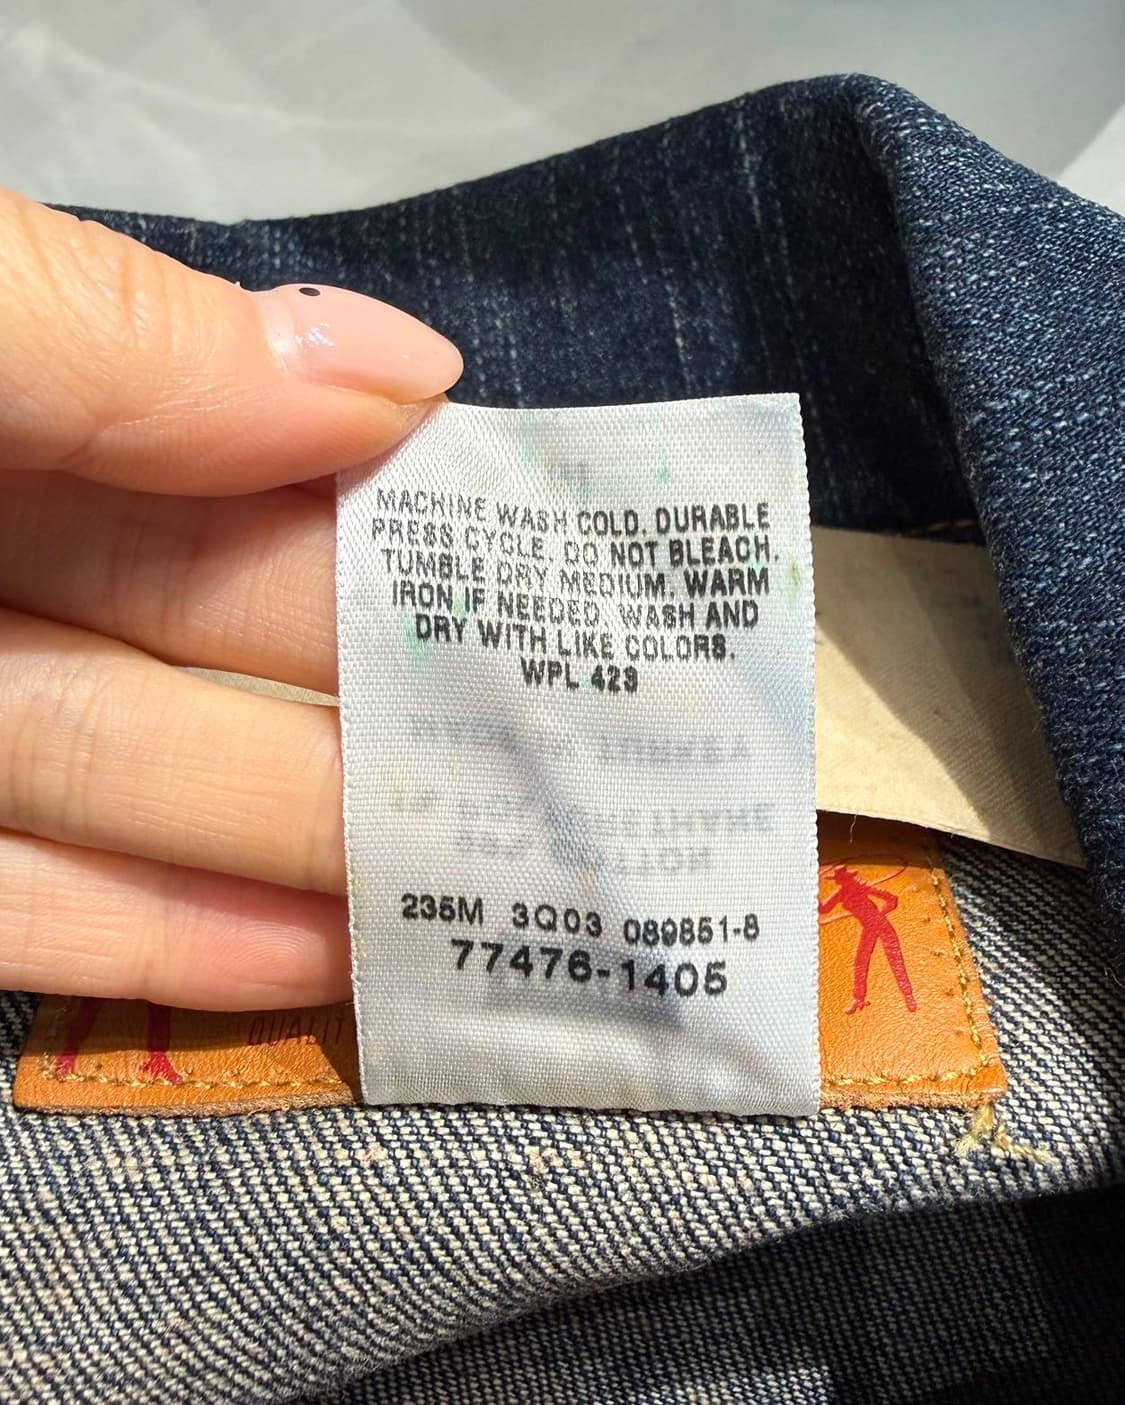 MACHINE WASH COLD. DURABLE
PRESS CYCLE. DO NOT BLEACH.
TUMBLE DRY MEDIUM. WARM
IRON IF NEEDED. WASH AND
DRY WITH LIKE COLORS.
WPL 423
235M 3Q03 089851-8
77476-1405
QUALIT